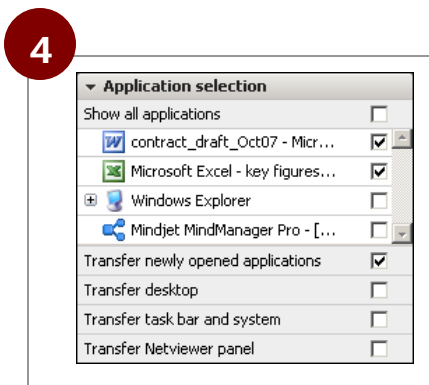 4
Application selection
Show all applications
contract_draft_Oct07 - Micr...
Microsoft Excel - key figures...
Windows Explorer
Mindjet MindManager Pro - [...
Transfer newly opened applications
Transfer desktop
Transfer task bar and system
Transfer Netviewer panel